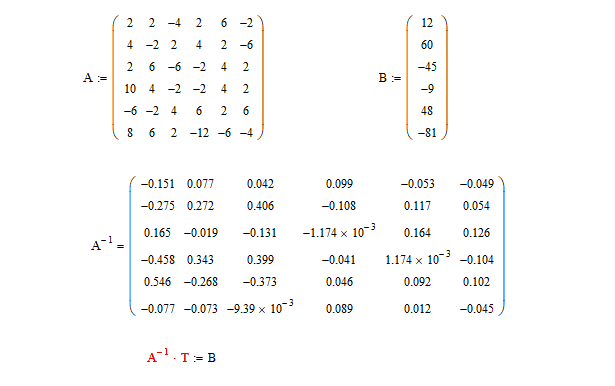 2 2 −4 2 6 −2
4 −2 2 4 2 −6
2 6 −6 −2 4 2
A := 10 4 −2 −2 4 2
−6 −2 4 6 2 6
8 6 2 −12 −6 −4
12
60
−45
B := −9
48
−81
−0.151 0.077 0.042 0.099 −0.053 −0.049
−0.275 0.272 0.406 −0.108 0.117 0.054
0.165 −0.019 −0.131 −1.174 × 10⁻³ 0.164 0.126
A⁻¹ = −0.458 0.343 0.399 −0.041 1.174 × 10⁻³ −0.104
0.546 −0.268 −0.373 0.046 0.092 0.102
−0.077 −0.073 −9.39 × 10⁻³ 0.089 0.012 −0.045
A⁻¹ · T := B